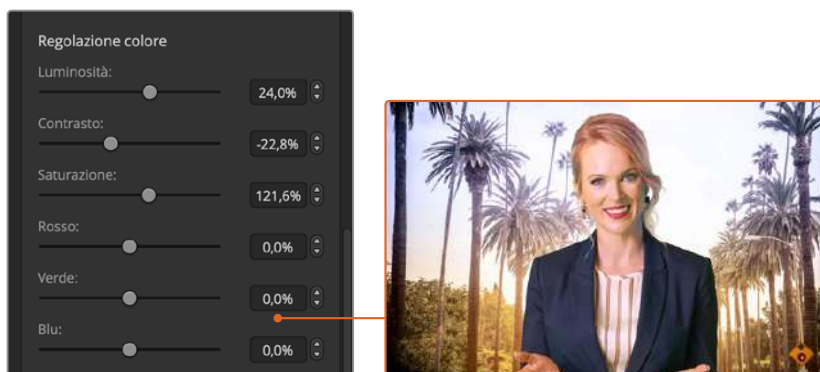 Regolazione colore
Luminosità:
24,0%
Contrasto:
-22,8%
Saturazione:
121,6%
Rosso:
0,0%
Verde:
0,0%
Blu:
0,0%